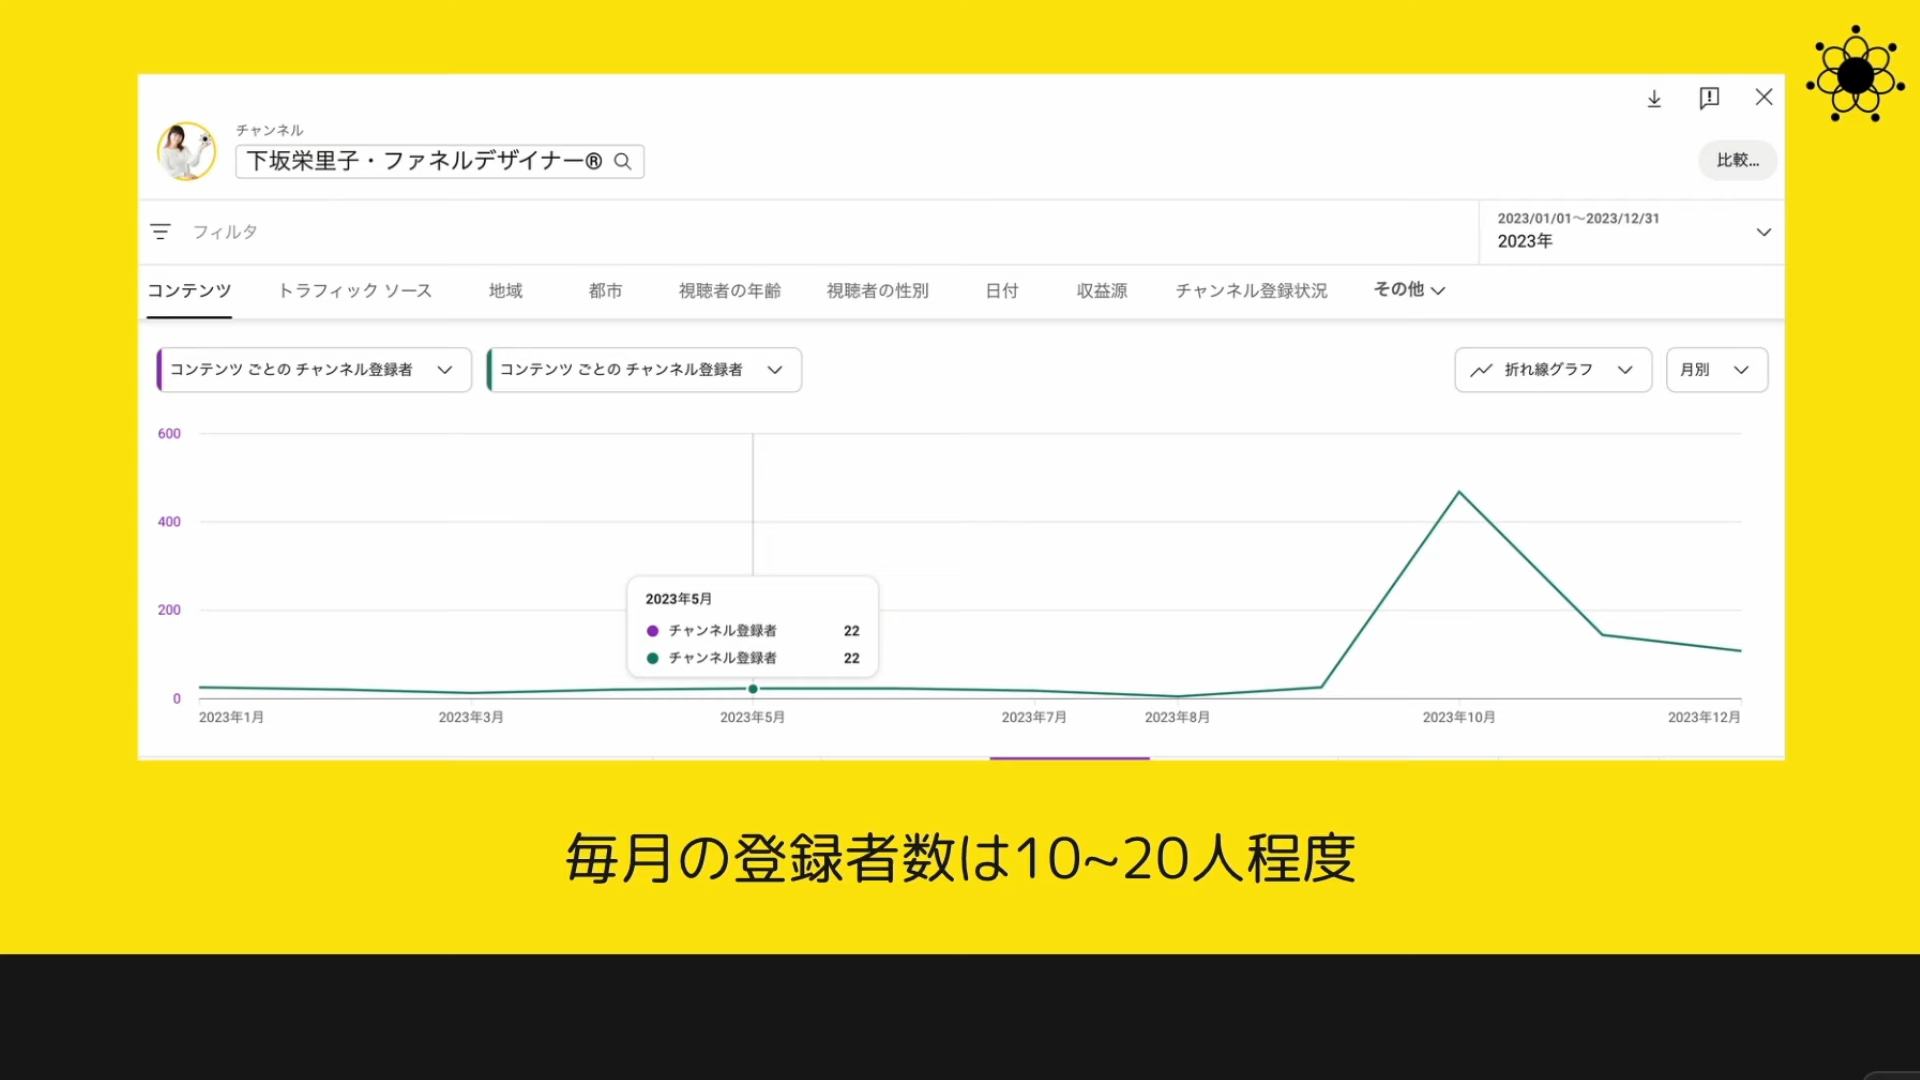 チャンネル
下坂栄里子・ファネルデザイナー®
比較...
フィルタ
2023/01/01～2023/12/31
2023年
コンテンツ トラフィック ソース 地域 都市 視聴者の年齢 視聴者の性別 日付 収益源 チャンネル登録状況 その他
コンテンツ ごとの チャンネル登録者 コンテンツ ごとの チャンネル登録者 折れ線グラフ 月別
600
400
200
0
2023年5月
チャンネル登録者 22
チャンネル登録者 22
2023年1月 2023年3月 2023年5月 2023年7月 2023年8月 2023年10月 2023年12月
毎月の登録者数は10~20人程度